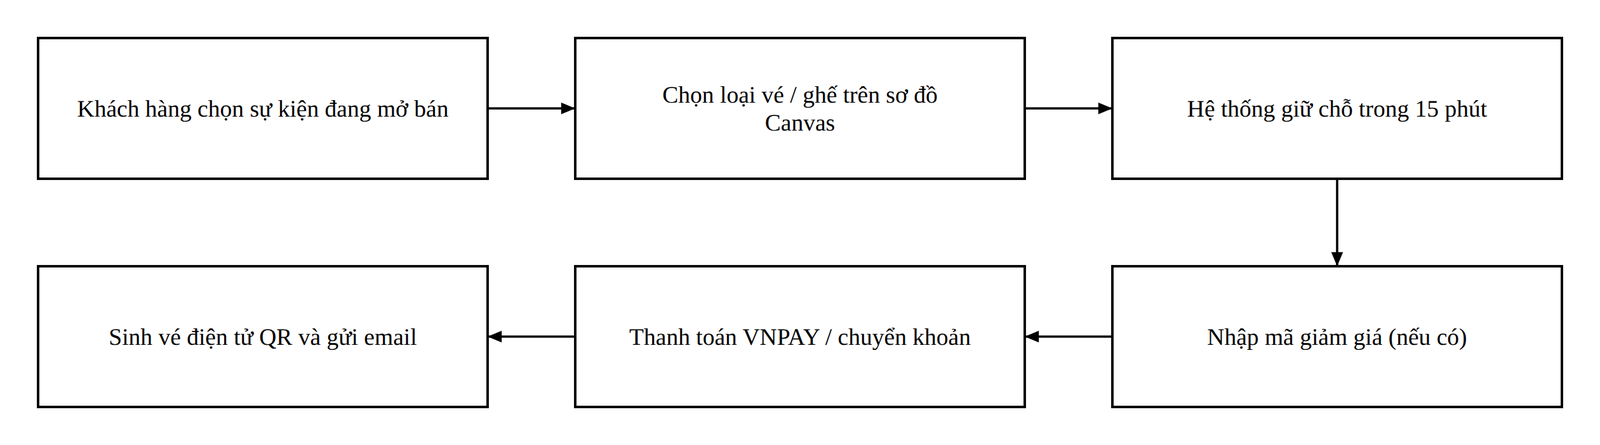 Khách hàng chọn sự kiện đang mở bán
Chọn loại vé / ghế trên sơ đồ
Canvas
Hệ thống giữ chỗ trong 15 phút
Nhập mã giảm giá (nếu có)
Thanh toán VNPAY / chuyển khoản
Sinh vé điện tử QR và gửi email